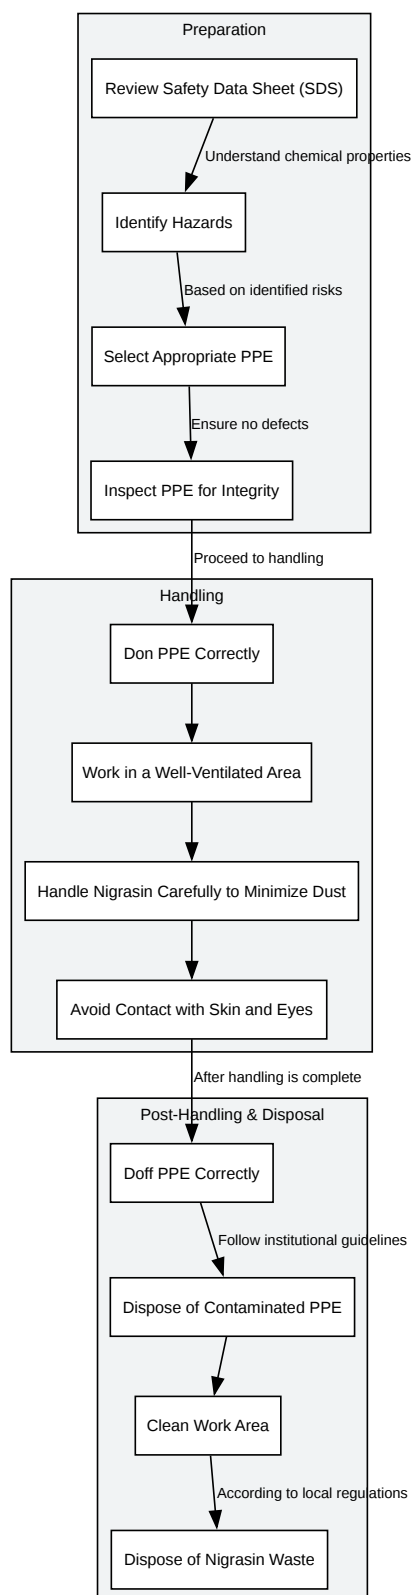 Preparation
Review Safety Data Sheet (SDS)
Understand chemical properties
Identify Hazards
Based on identified risks
Select Appropriate PPE
Ensure no defects
Inspect PPE for Integrity
Proceed to handling
Handling
Don PPE Correctly
Work in a Well-Ventilated Area
Handle Nigrasin Carefully to Minimize Dust
Avoid Contact with Skin and Eyes
After handling is complete
Post-Handling & Disposal
Doff PPE Correctly
Follow institutional guidelines
Dispose of Contaminated PPE
Clean Work Area
According to local regulations
Dispose of Nigrasin Waste